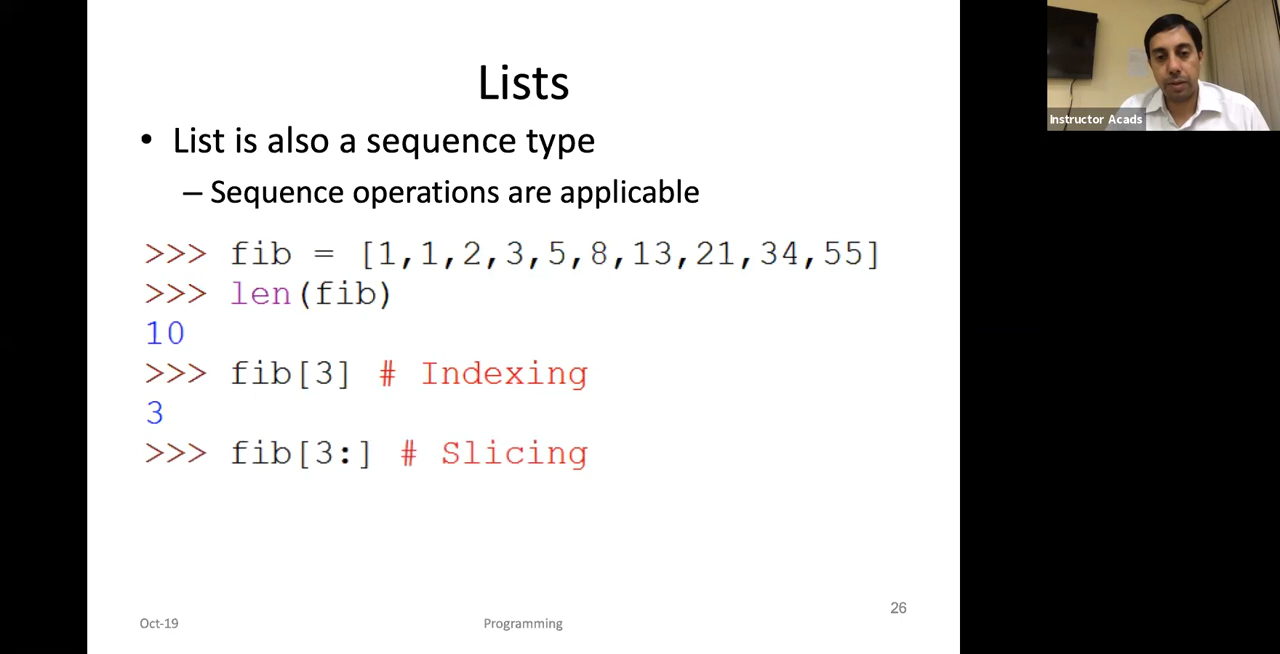 Lists
• List is also a sequence type
– Sequence operations are applicable
>>> fib = [1,1,2,3,5,8,13,21,34,55]
>>> len(fib)
10
>>> fib[3] # Indexing
3
>>> fib[3:] # Slicing
Oct-19
Programming
26
Instructor Acads